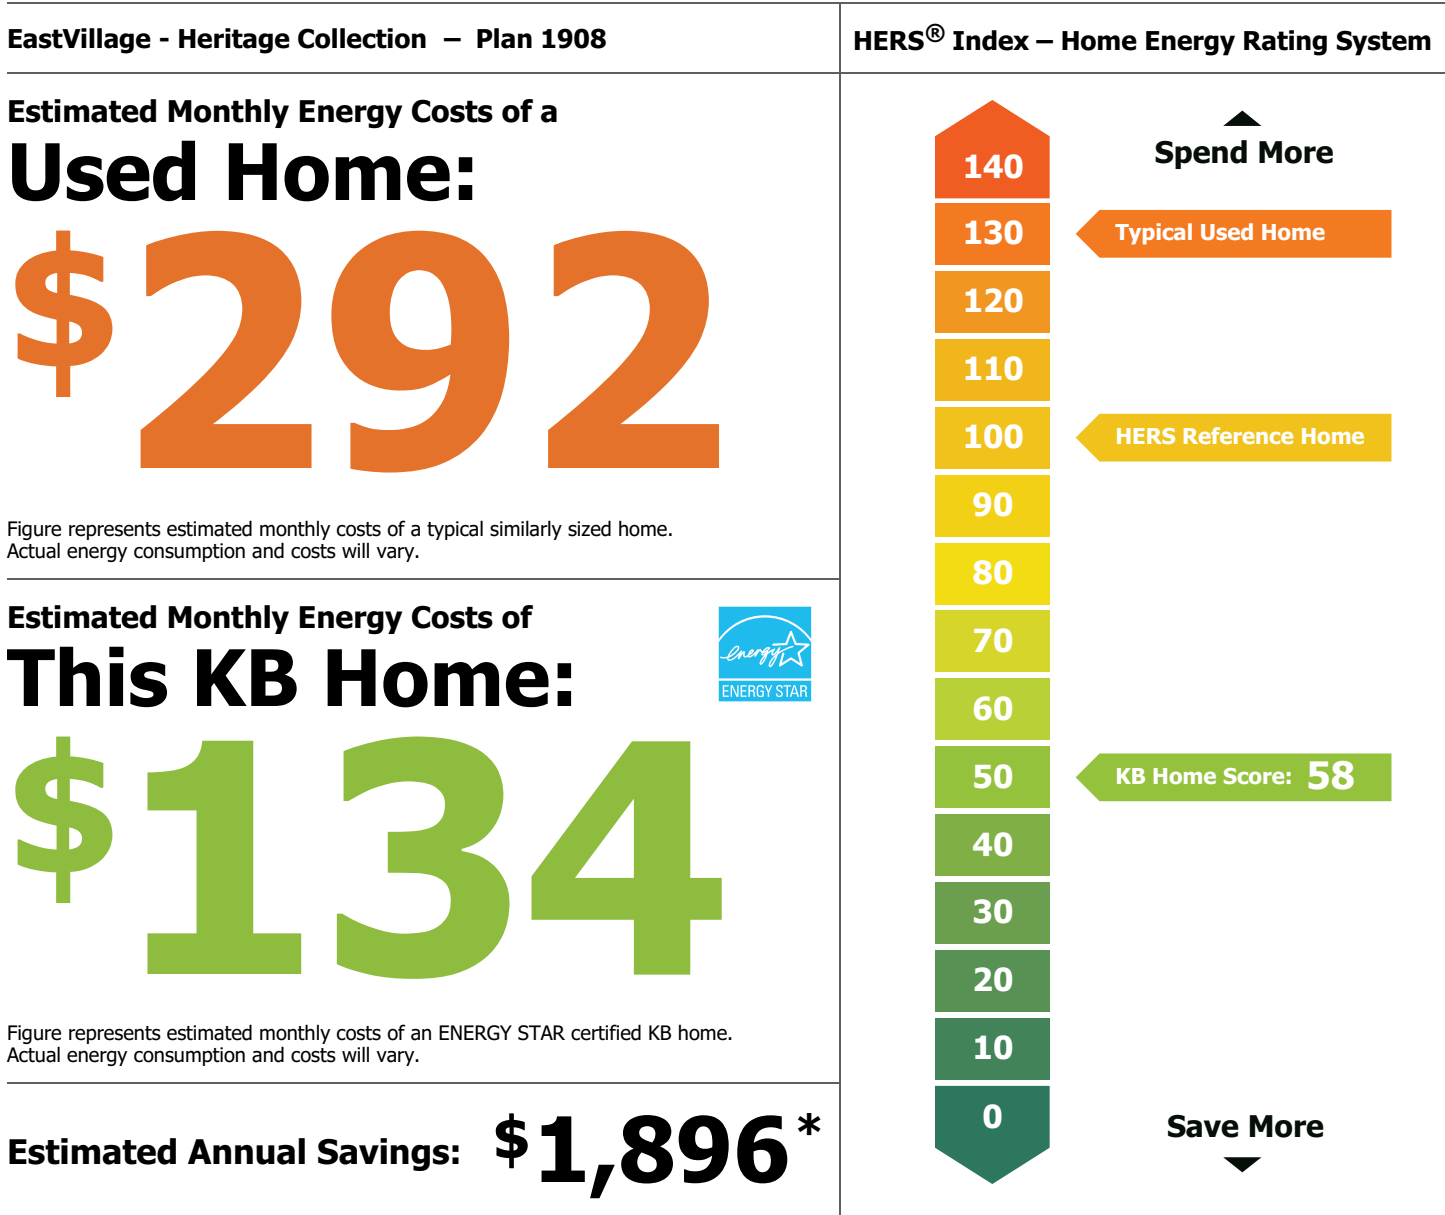 EastVillage - Heritage Collection – Plan 1908
Estimated Monthly Energy Costs of a
Used Home:
$292
Figure represents estimated monthly costs of a typical similarly sized home.
Actual energy consumption and costs will vary.
Estimated Monthly Energy Costs of
This KB Home:
energy
ENERGY STAR
$134
Figure represents estimated monthly costs of an ENERGY STAR certified KB home.
Actual energy consumption and costs will vary.
Estimated Annual Savings: $1,896*
HERS® Index – Home Energy Rating System
Spend More
140
130 Typical Used Home
120
110
100 HERS Reference Home
90
80
70
60
50 KB Home Score: 58
40
30
20
10
0
Save More